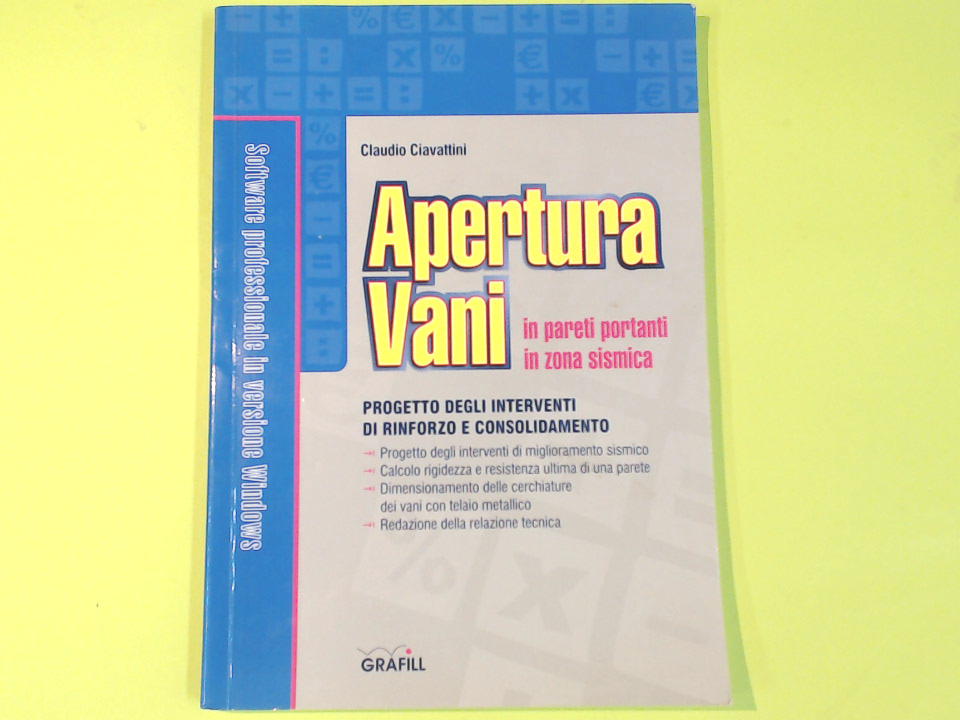 Claudio Ciavattini
Apertura
Vani
in pareti portanti
in zona sismica
PROGETTO DEGLI INTERVENTI
DI RINFORZO E CONSOLIDAMENTO
Progetto degli interventi di miglioramento sismico
Calcolo rigidezza e resistenza ultima di una parete
Dimensionamento delle cerchiature
dei vani con telaio metallico
Redazione della relazione tecnica
Software professionale in versione Windows
GRAFILL